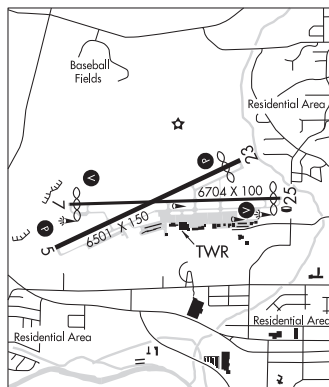 Baseball
Fields
Residential Area
P
23
V
6704 X 100
7
25
V
P
6501 X 150
5
TWR
Residential Area
Residential Area